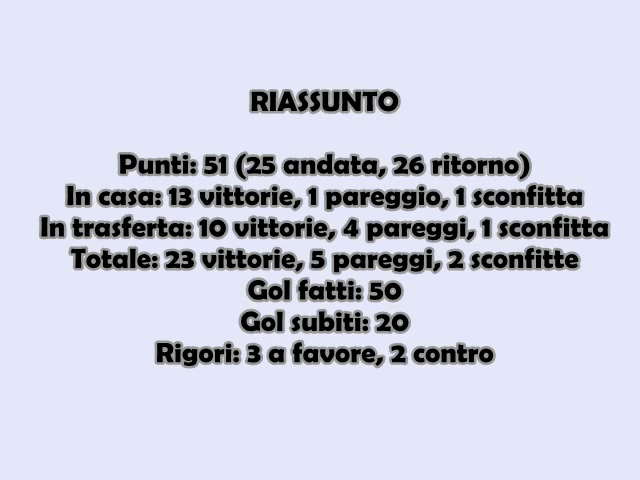 RIASSUNTO
Punti: 51 (25 andata, 26 ritorno)
In casa: 13 vittorie, 1 pareggio, 1 sconfitta
In trasferta: 10 vittorie, 4 pareggi, 1 sconfitta
Totale: 23 vittorie, 5 pareggi, 2 sconfitte
Gol fatti: 50
Gol subiti: 20
Rigori: 3 a favore, 2 contro